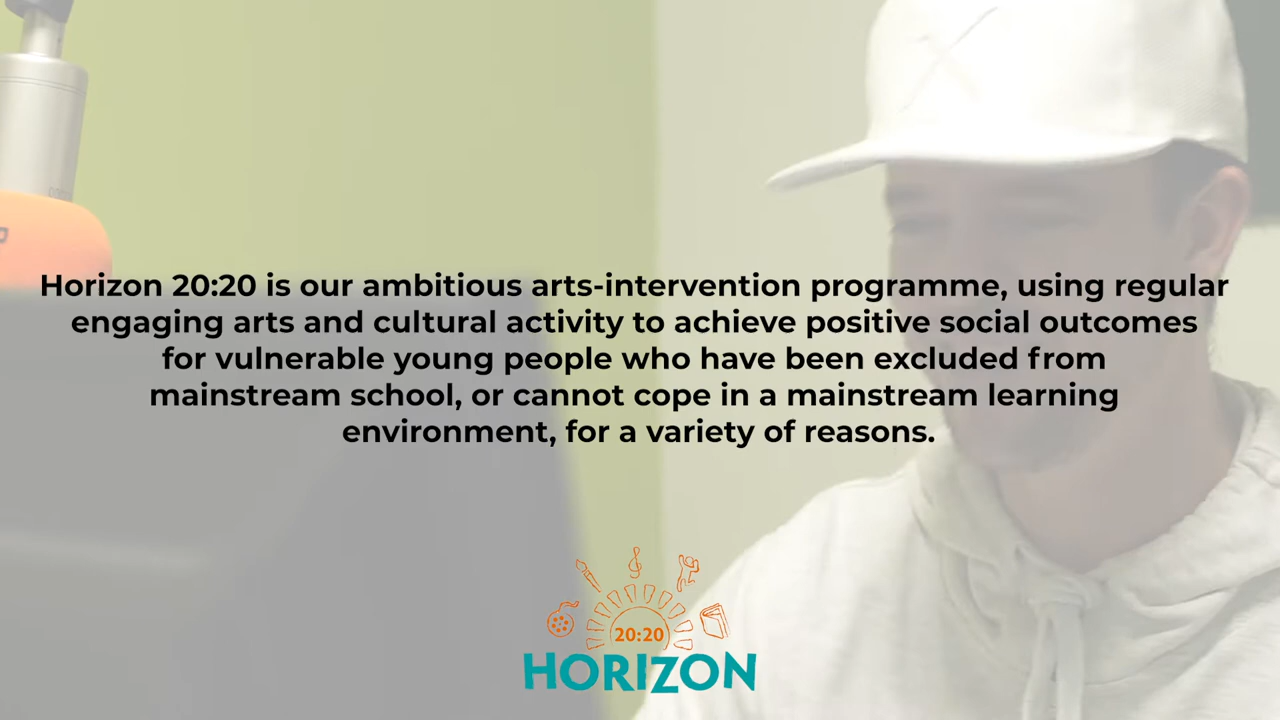 Horizon 20:20 is our ambitious arts-intervention programme, using regular
engaging arts and cultural activity to achieve positive social outcomes
for vulnerable young people who have been excluded from
mainstream school, or cannot cope in a mainstream learning
environment, for a variety of reasons.
20:20
HORIZON